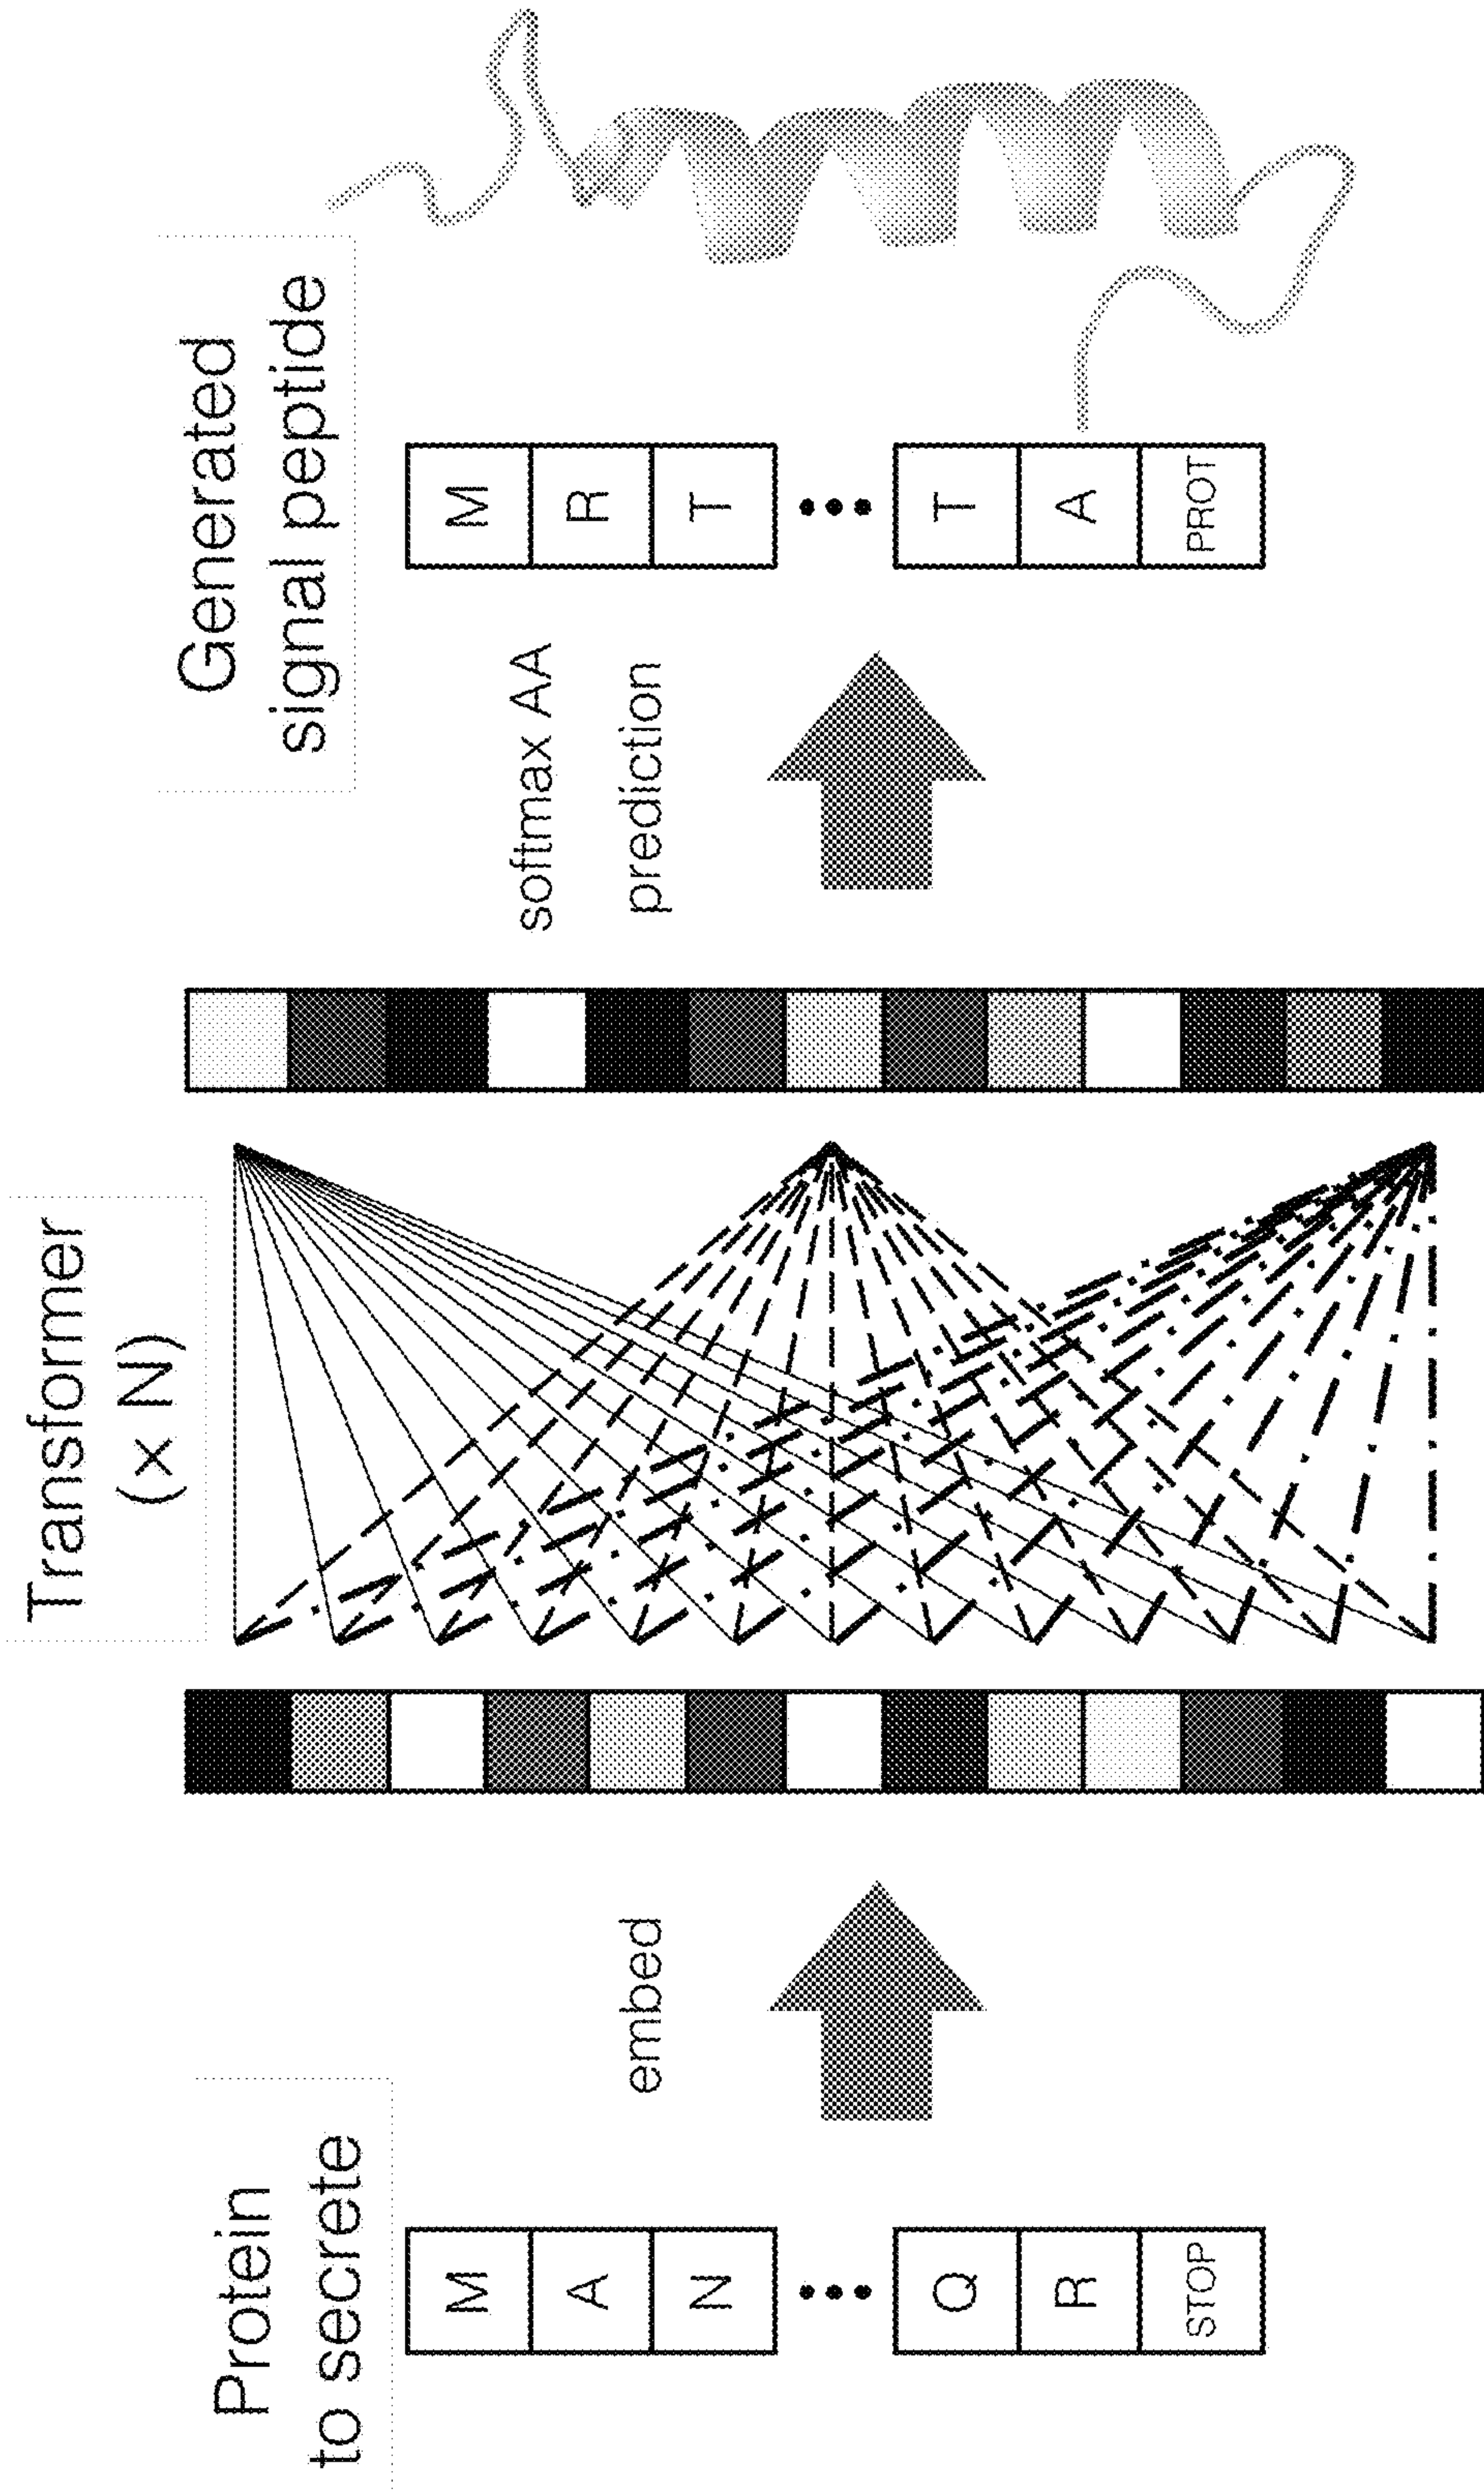 Protein
to secrete
M
A
N
Q
R
STOP
embed
Transformer
(× N)
softmax AA
prediction
Generated
signal peptide
M
R
T
T
A
PROT